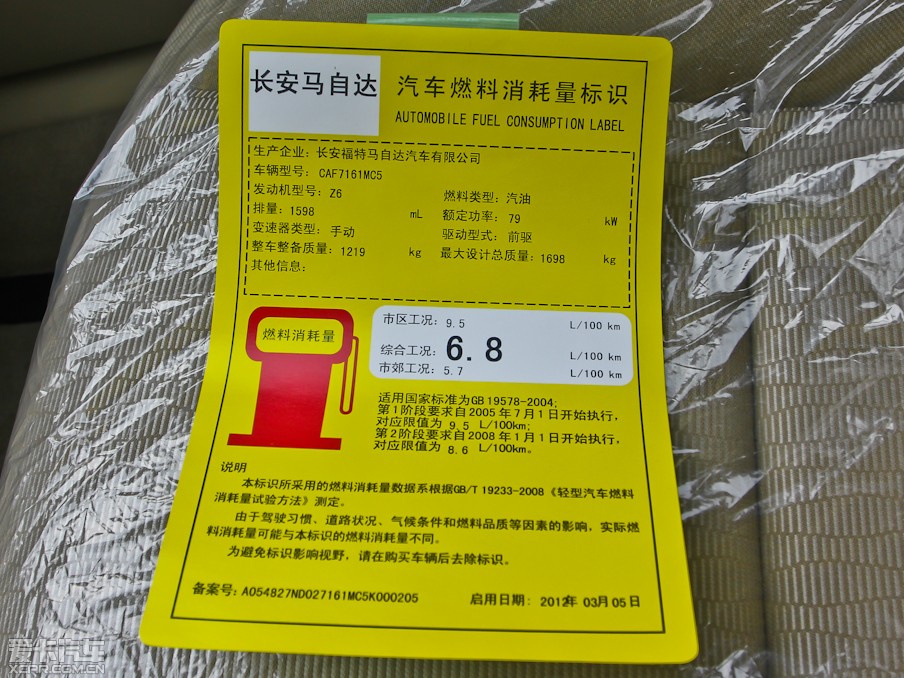 长安马自达
汽车燃料消耗量标识
AUTOMOBILE FUEL CONSUMPTION LABEL
生产企业：长安福特马自达汽车有限公司
车辆型号：CAF7161MC5
发动机型号：Z6 燃料类型：汽油
排量：1598 mL 额定功率：79 kW
变速器类型：手动 驱动型式：前驱
整车整备质量：1219 kg 最大设计总质量：1698 kg
其他信息：
燃料消耗量
市区工况：9.5 L/100 km
综合工况：6.8 L/100 km
市郊工况：5.7 L/100 km
适用国家标准为GB 19578-2004;
第1阶段要求自2005年7月1日开始执行，
对应限值为 9.5 L/100km;
第2阶段要求自2008年1月1日开始执行，
对应限值为 8.6 L/100km。
说明
本标识所采用的燃料消耗量数据系根据GB/T 19233-2008《轻型汽车燃料
消耗量试验方法》测定。
由于驾驶习惯、道路状况、气候条件和燃料品质等因素的影响，实际燃
料消耗量可能与本标识的燃料消耗量不同。
为避免标识影响视野，请在购买车辆后去除标识。
备案号：A054827ND027161MC5K000205 启用日期：2012年 03月 05日
爱卡汽车
XCAR.COM.CN